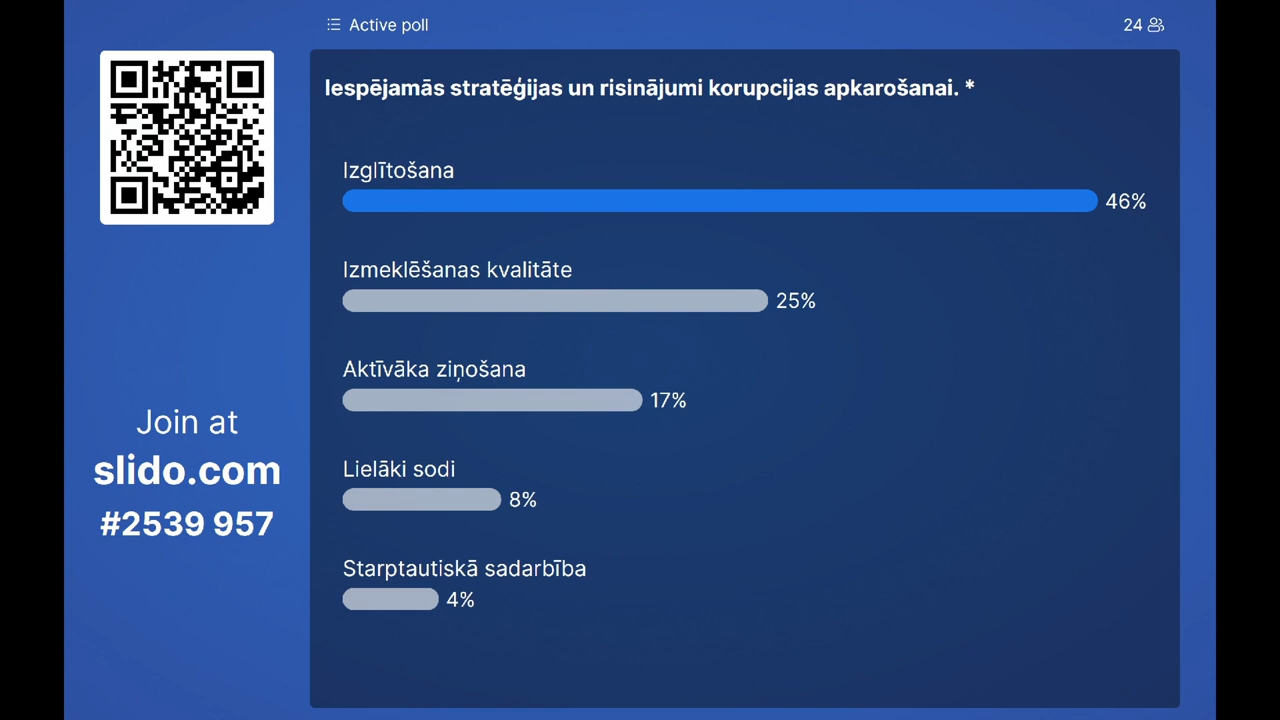 Active poll
24
Iespējamās stratēģijas un risinājumi korupcijas apkarošanai. *
Izglītošana
46%
Izmeklēšanas kvalitāte
25%
Aktīvāka ziņošana
17%
Lielāki sodi
8%
Starptautiskā sadarbība
4%
Join at
slido.com
#2539 957